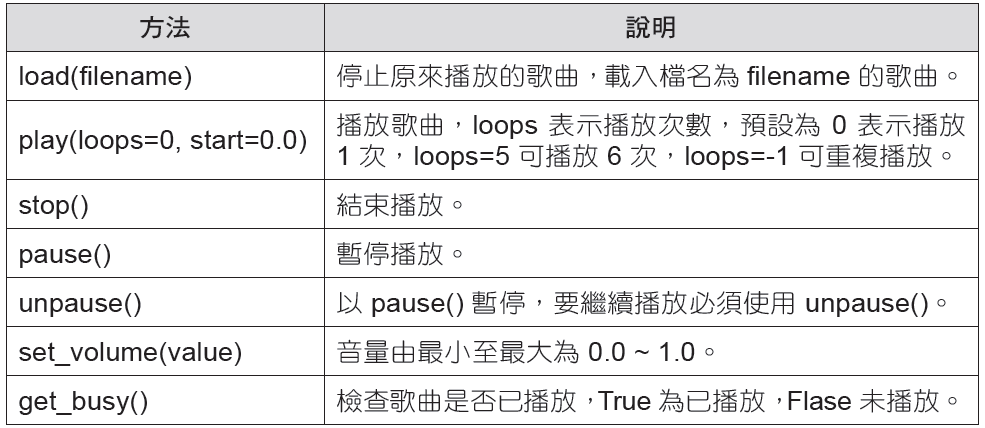 方法 說明
load(filename) 停止原來播放的歌曲，載入檔名為 filename 的歌曲。
play(loops=0, start=0.0) 播放歌曲，loops 表示播放次數，預設為 0 表示播放
1 次，loops=5 可播放 6 次，loops=-1 可重複播放。
stop() 結束播放。
pause() 暫停播放。
unpause() 以 pause() 暫停，要繼續播放必須使用 unpause()。
set_volume(value) 音量由最小至最大為 0.0 ~ 1.0。
get_busy() 檢查歌曲是否已播放，True 為已播放，Flase 未播放。